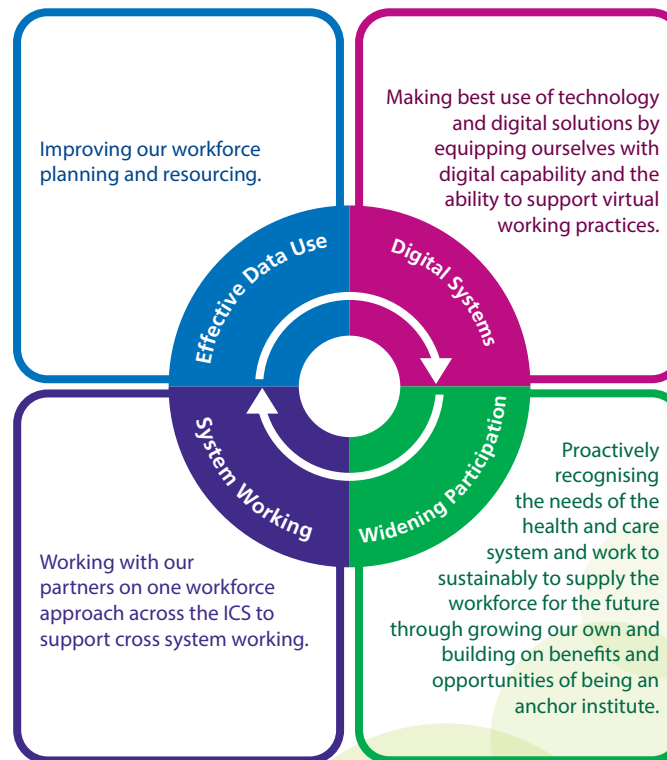 Improving our workforce
planning and resourcing.
Making best use of technology
and digital solutions by
equipping ourselves with
digital capability and the
ability to support virtual
working practices.
Effective Data Use
Digital Systems
System Working
Widening Participation
Working with our
partners on one workforce
approach across the ICS to
support cross system working.
Proactively
recognising
the needs of the
health and care
system and work to
sustainably to supply the
workforce for the future
through growing our own and
building on benefits and
opportunities of being an
anchor institute.